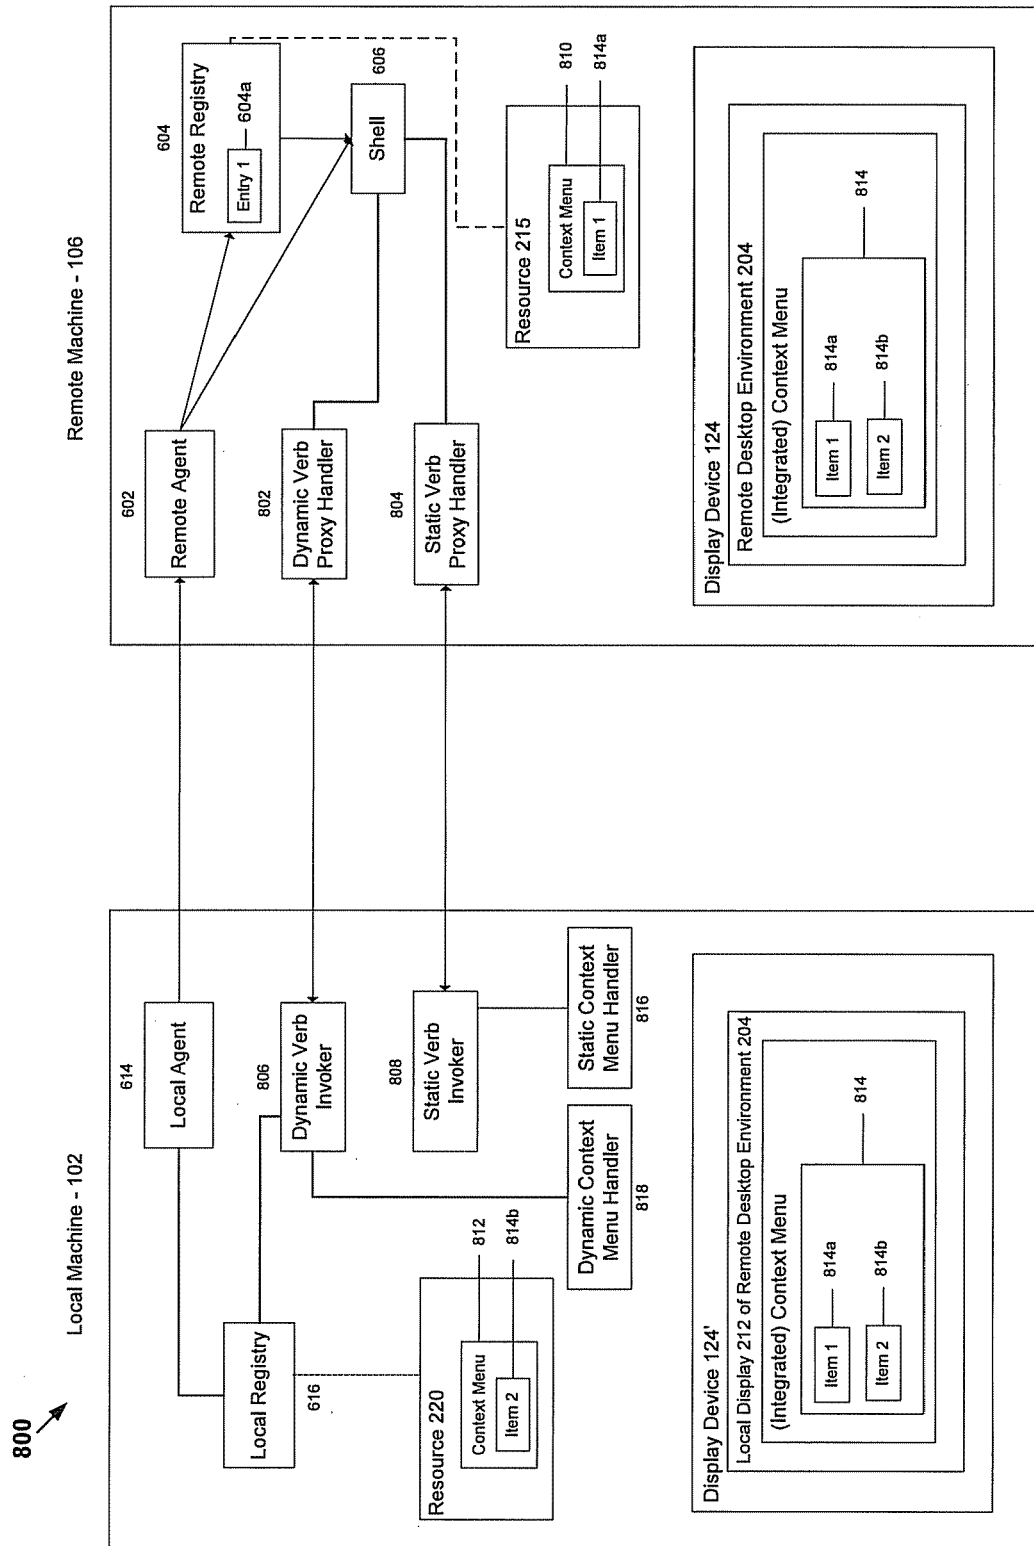 800
Local Machine - 102
Local Registry
616
614
Local Agent
806
Dynamic Verb
Invoker
808
Static Verb
Invoker
Resource 220
Context Menu
Item 2
812
814b
Dynamic Context
Menu Handler
818
Static Context
Menu Handler
816
Display Device 124'
Local Display 212 of Remote Desktop Environment 204
(Integrated) Context Menu
Item 1
814a
Item 2
814b
814
Remote Machine - 106
602
Remote Agent
802
Dynamic Verb
Proxy Handler
804
Static Verb
Proxy Handler
604
Remote Registry
Entry 1
604a
606
Shell
Resource 215
Context Menu
Item 1
810
814a
Display Device 124
Remote Desktop Environment 204
(Integrated) Context Menu
Item 1
814a
Item 2
814b
814